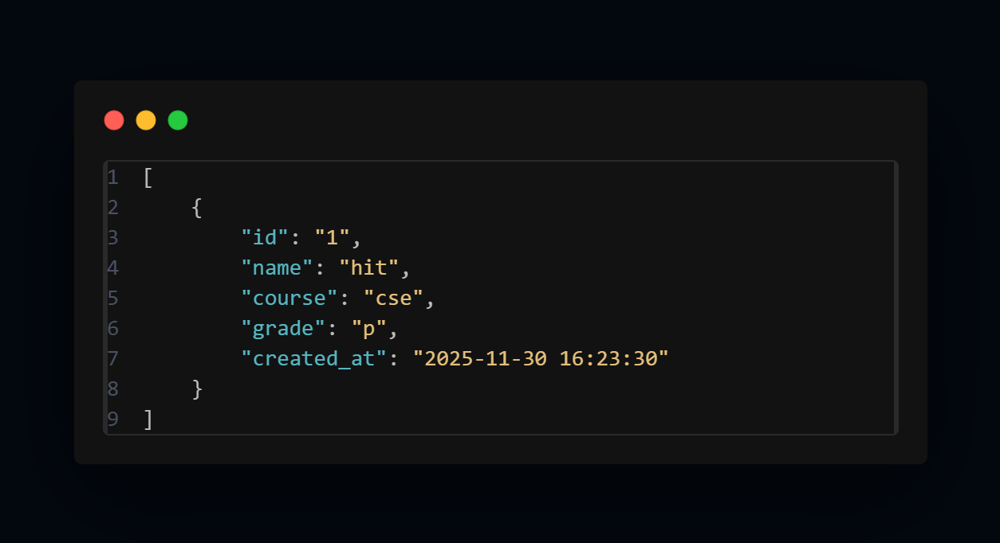 1 [
2     {
3         "id": "1",
4         "name": "hit",
5         "course": "cse",
6         "grade": "p",
7         "created_at": "2025-11-30 16:23:30"
8     }
9 ]